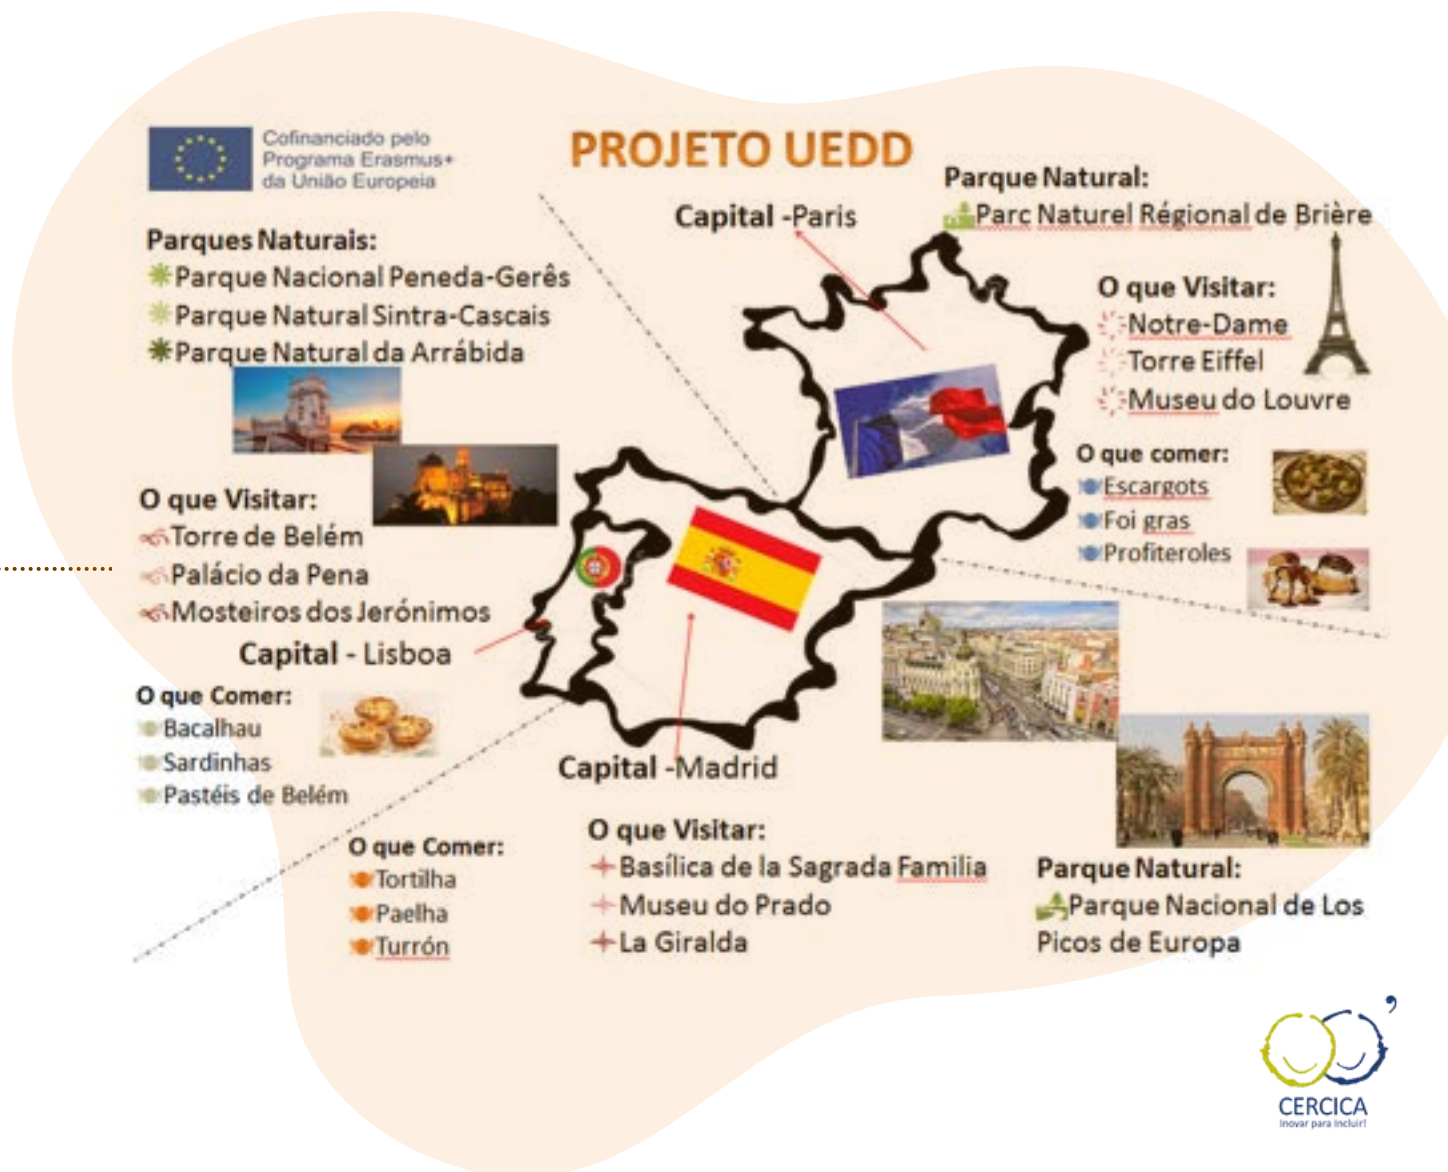 Cofinanciado pelo
Programa Erasmus+
da União Europeia
PROJETO UEDD
Parques Naturais:
Parque Nacional Peneda-Gerês
Parque Natural Sintra-Cascais
Parque Natural da Arrábida
O que Visitar:
Torre de Belém
Palácio da Pena
Mosteiros dos Jerónimos
Capital - Lisboa
O que Comer:
Bacalhau
Sardinhas
Pastéis de Belém
Capital -Paris
Parque Natural:
Parc Naturel Régional de Brière
O que Visitar:
Notre-Dame
Torre Eiffel
Museu do Louvre
O que comer:
Escargots
Foi gras
Profiteroles
Capital -Madrid
O que Comer:
Tortilha
Paelha
Turrón
O que Visitar:
Basílica de la Sagrada Familia
Museu do Prado
La Giralda
Parque Natural:
Parque Nacional de Los
Picos de Europa
CERCICA
Inovar para Incluir!